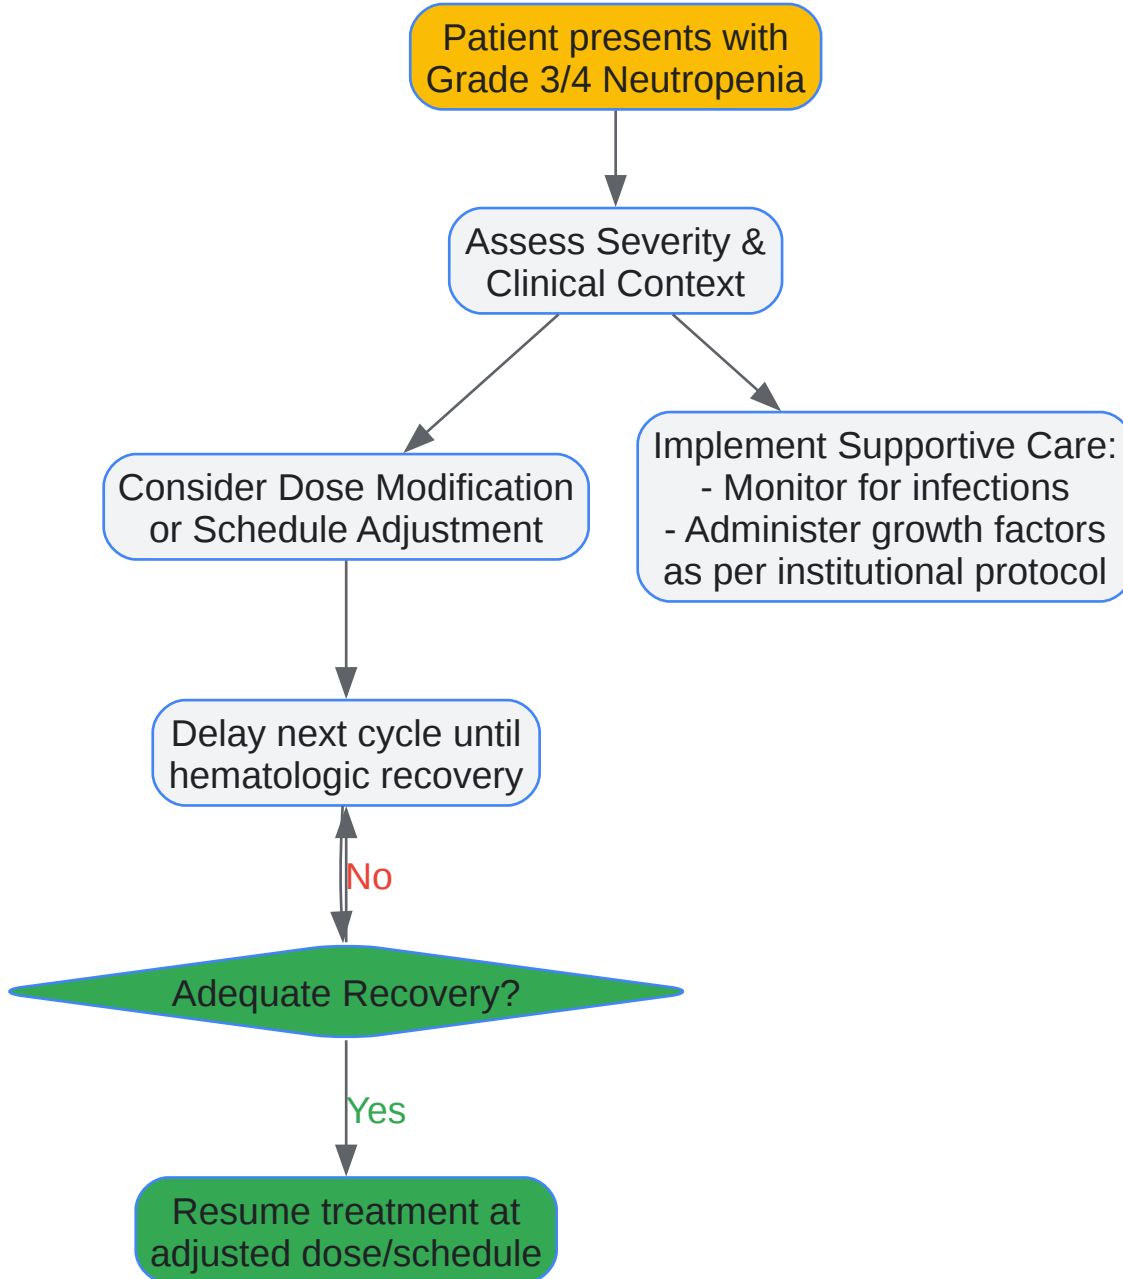 Patient presents with
Grade 3/4 Neutropenia
Assess Severity &
Clinical Context
Consider Dose Modification
or Schedule Adjustment
Implement Supportive Care:
- Monitor for infections
- Administer growth factors
as per institutional protocol
Delay next cycle until
hematologic recovery
No
Adequate Recovery?
Yes
Resume treatment at
adjusted dose/schedule